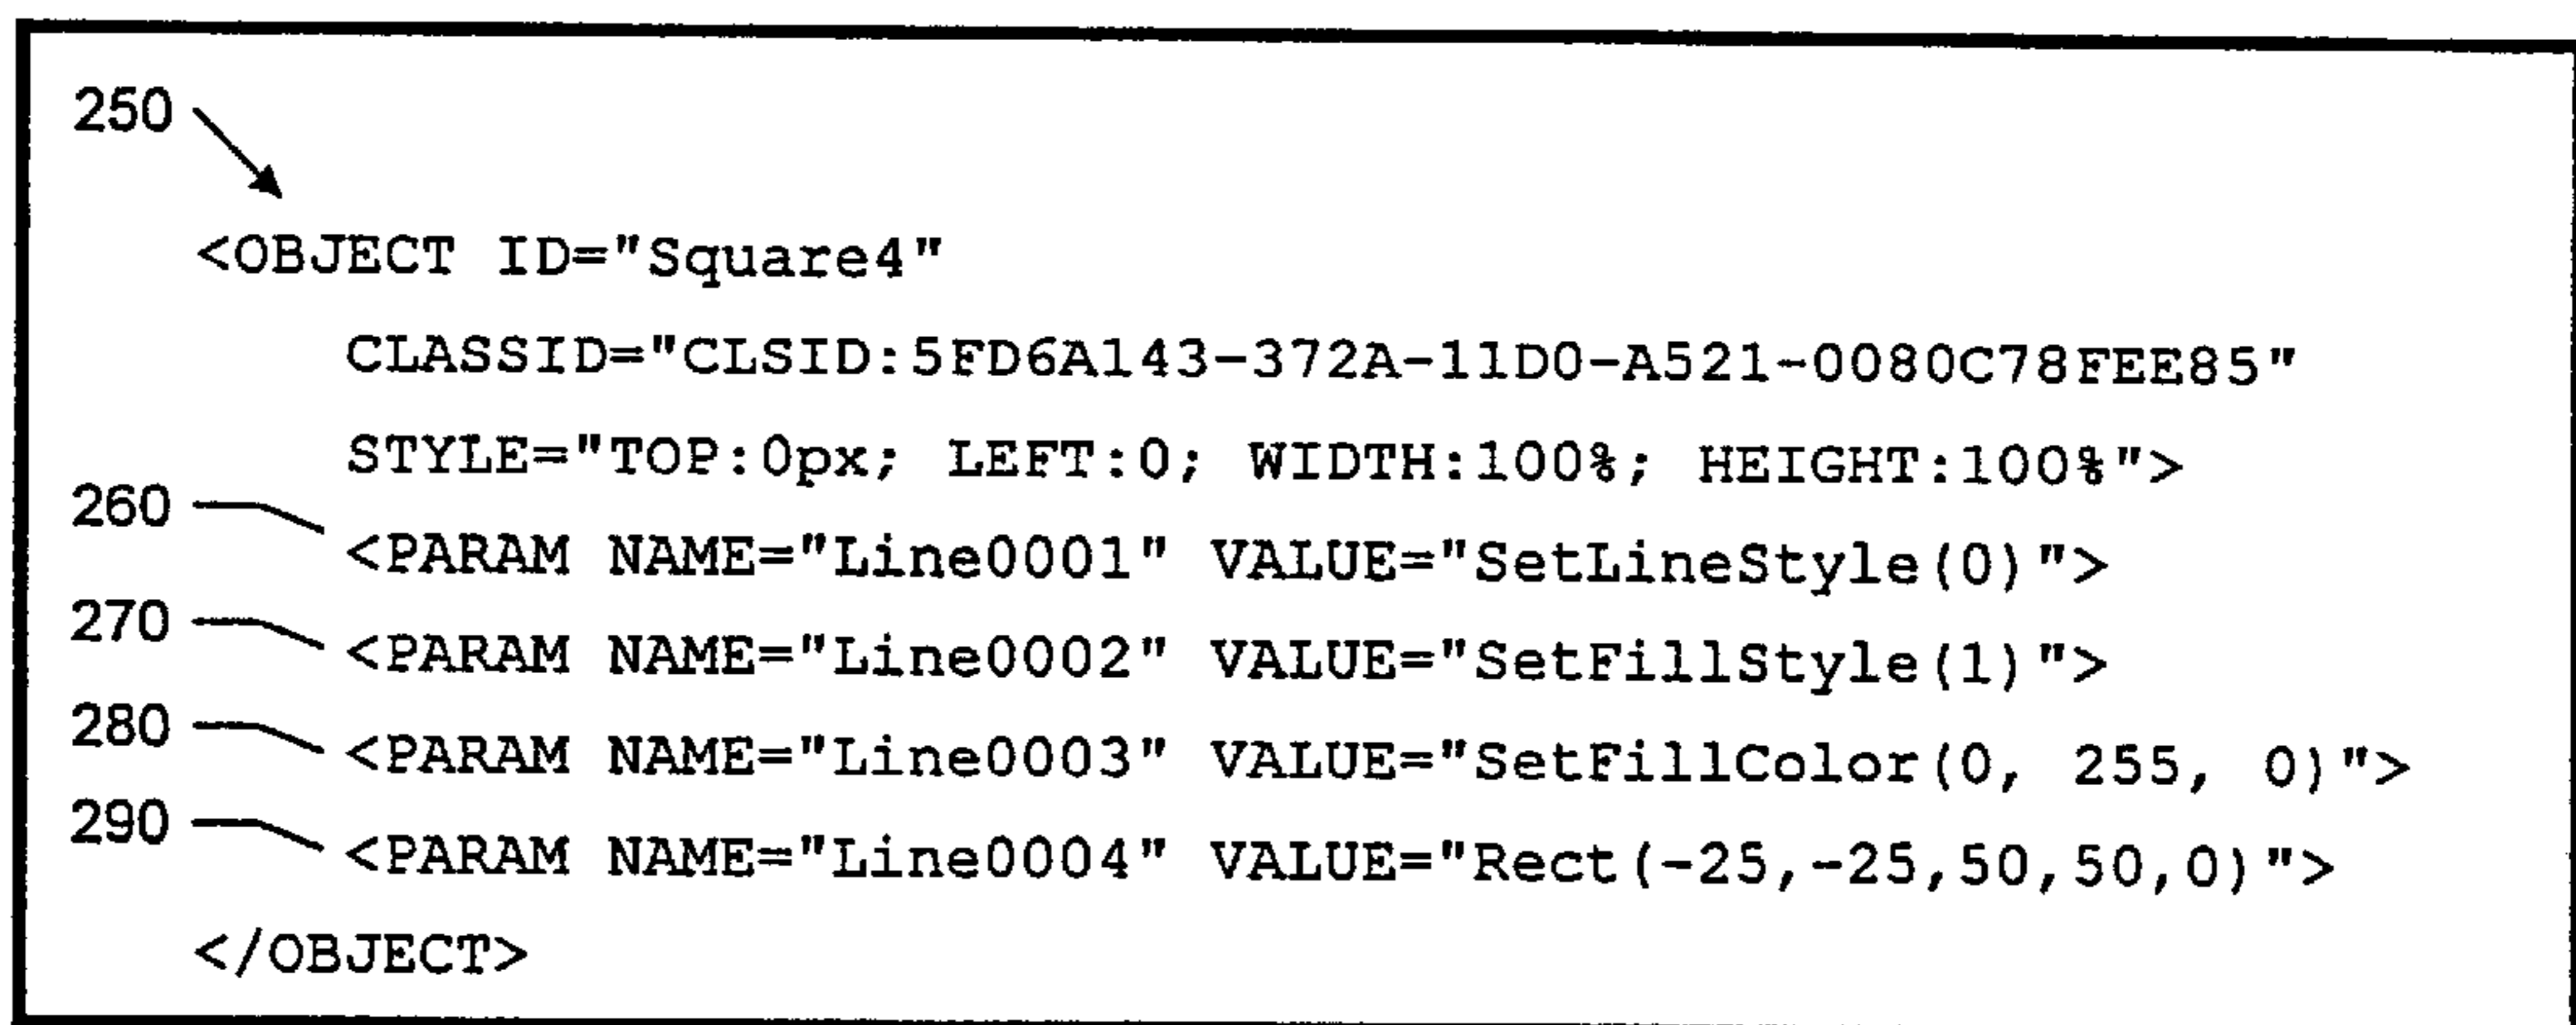 250
<OBJECT ID="Square4"
CLASSID="CLSID:5FD6A143-372A-11D0-A521-0080C78FEE85"
STYLE="TOP:0px; LEFT:0; WIDTH:100%; HEIGHT:100%">
260 <PARAM NAME="Line0001" VALUE="SetLineStyle(0)">
270 <PARAM NAME="Line0002" VALUE="SetFillStyle(1)">
280 <PARAM NAME="Line0003" VALUE="SetFillColor(0, 255, 0)">
290 <PARAM NAME="Line0004" VALUE="Rect(-25,-25,50,50,0)">
</OBJECT>